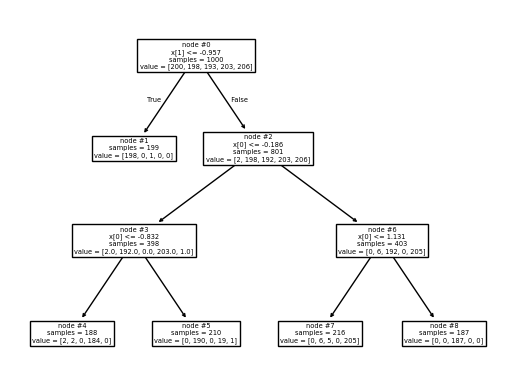 node #0
x[1] <= -0.957
samples = 1000
value = [200, 198, 193, 203, 206]
True
False
node #1
samples = 199
value = [198, 0, 1, 0, 0]
node #2
x[0] <= -0.186
samples = 801
value = [2, 198, 192, 203, 206]
node #3
x[0] <= -0.832
samples = 398
value = [2.0, 192.0, 0.0, 203.0, 1.0]
node #6
x[0] <= 1.131
samples = 403
value = [0, 6, 192, 0, 205]
node #4
samples = 188
value = [2, 2, 0, 184, 0]
node #5
samples = 210
value = [0, 190, 0, 19, 1]
node #7
samples = 216
value = [0, 6, 5, 0, 205]
node #8
samples = 187
value = [0, 0, 187, 0, 0]